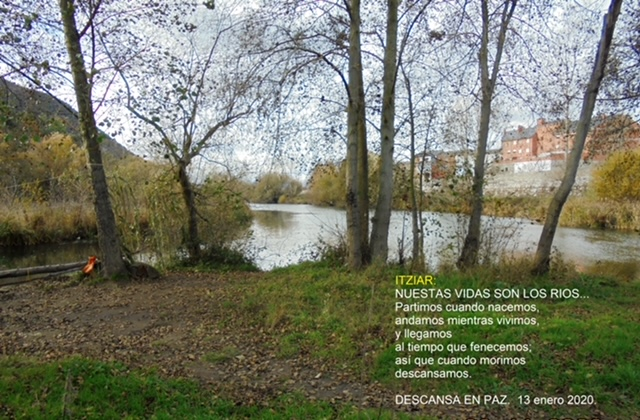 ITZIAR:
NUESTAS VIDAS SON LOS RIOS...
Partimos cuando nacemos,
andamos mientras vivimos,
y llegamos
al tiempo que fenecemos;
así que cuando morimos
descansamos.
DESCANSA EN PAZ.  13 enero 2020.